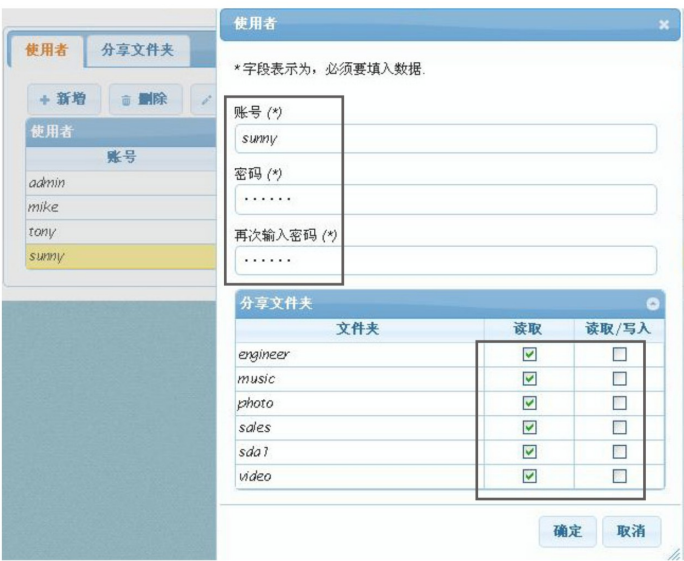 使用者 分享文件夹
新增 删除
使用者
账号
admin
mike
tony
sunny
使用者
*字段表示为，必须要填入数据.
账号 (*)
sunny
密码 (*)
······
再次输入密码 (*)
······
分享文件夹
文件夹 读取 读取/写入
engineer
music
photo
sales
sda1
video
确定 取消